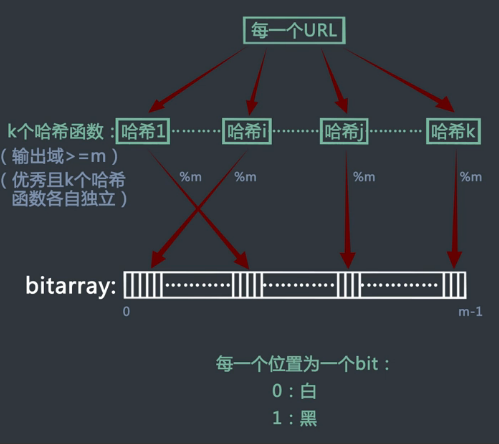 每一个URL
k个哈希函数：哈希1 哈希i 哈希j 哈希k
（输出域>=m）
（优秀且k个哈希
函数各自独立）
%m %m %m %m
bitarray:
0 m-1
每一个位置为一个bit：
0：白
1：黑